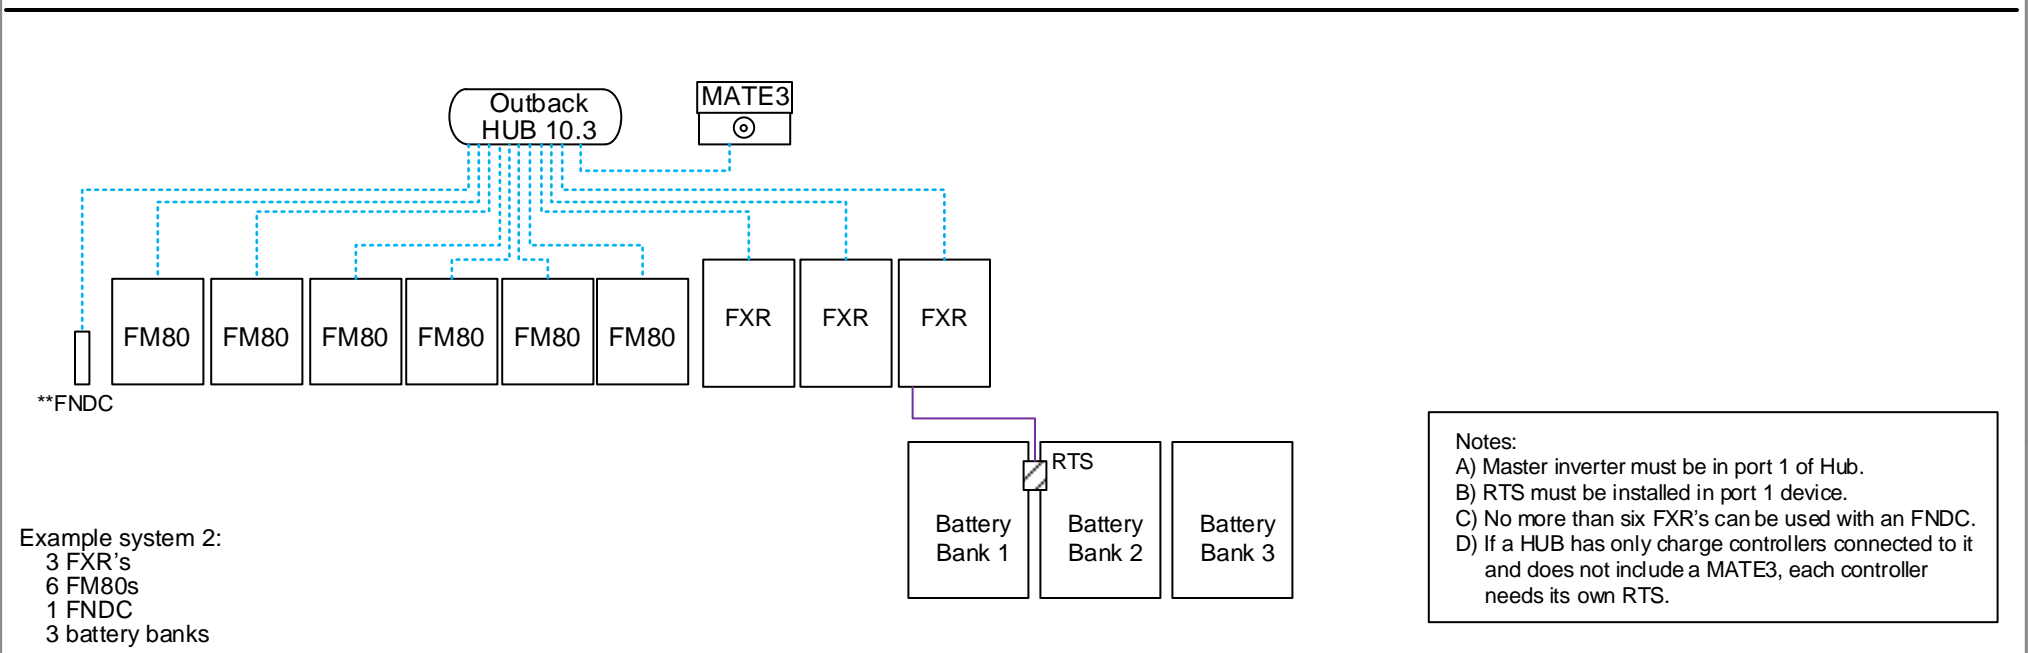 Outback
HUB 10.3
MATE3
FM80
FM80
FM80
FM80
FM80
FM80
FXR
FXR
FXR
**FNDC
RTS
Battery
Bank 1
Battery
Bank 2
Battery
Bank 3
Example system 2:
3 FXR’s
6 FM80s
1 FNDC
3 battery banks
Notes:
A) Master inverter must be in port 1 of Hub.
B) RTS must be installed in port 1 device.
C) No more than six FXR’s can be used with an FNDC.
D) If a HUB has only charge controllers connected to it
and does not include a MATE3, each controller
needs its own RTS.